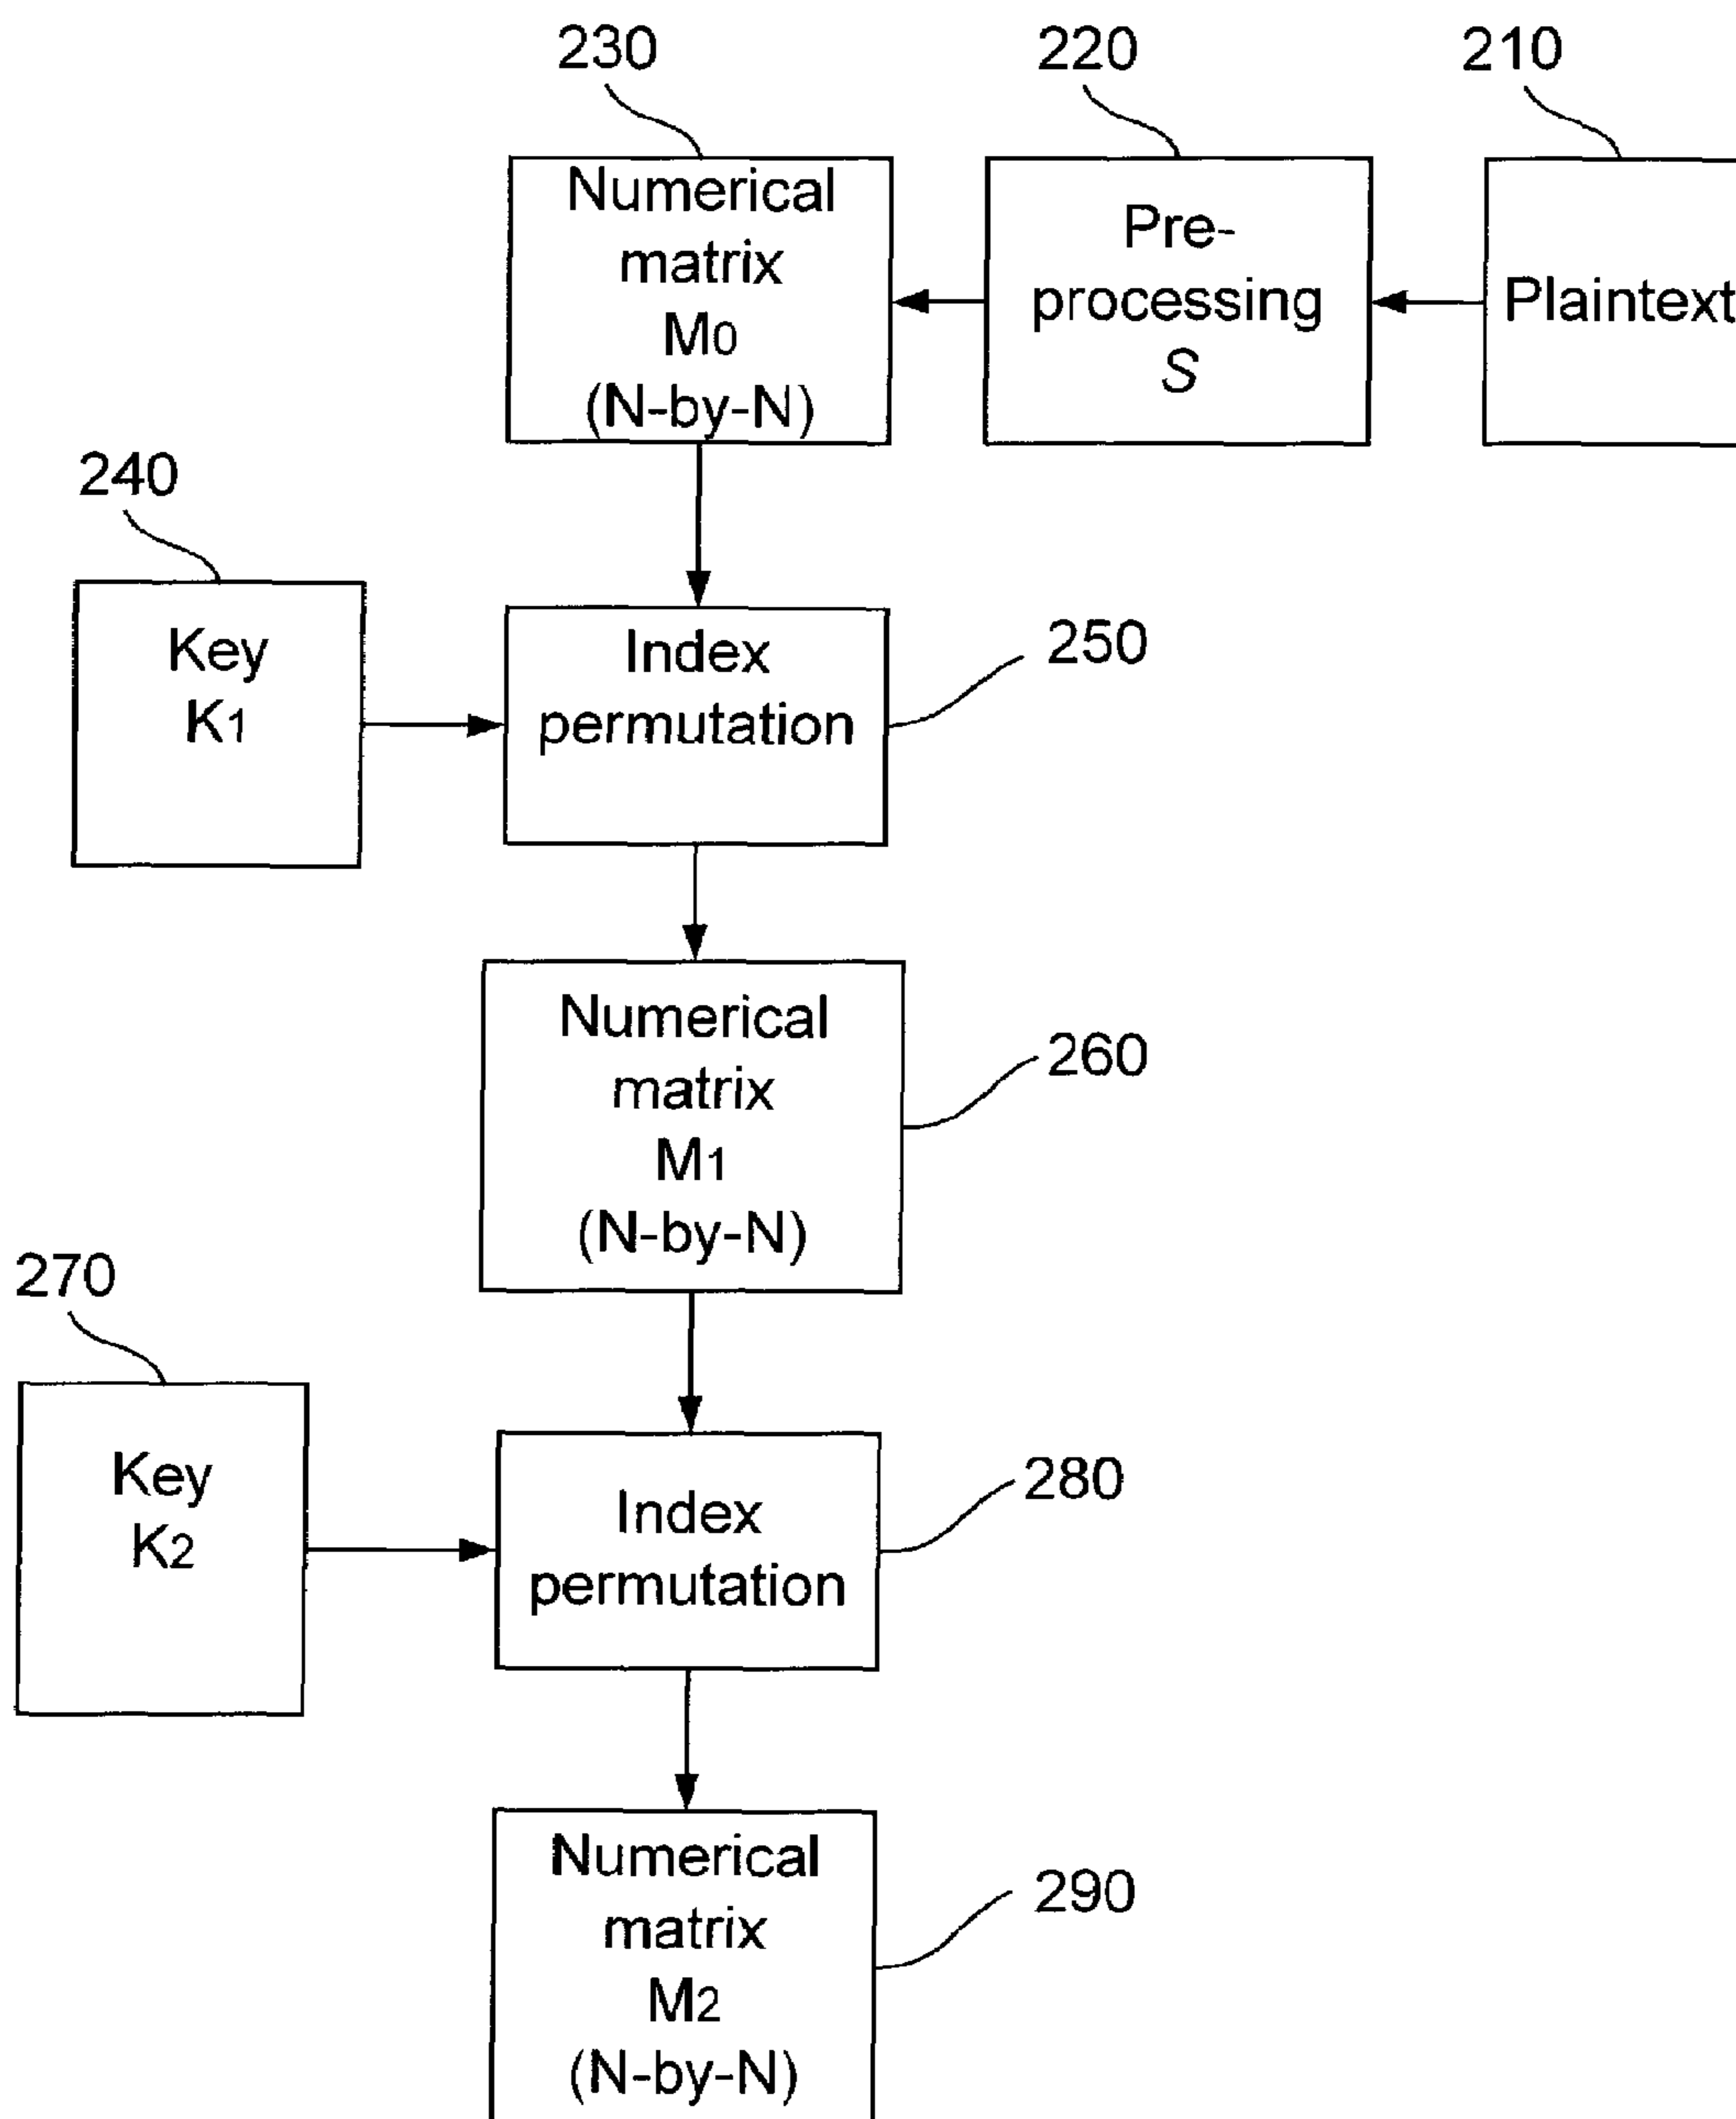 230
220
210
Numerical
matrix
M0
(N-by-N)
Pre-
processing
S
Plaintext
240
Key
K1
Index
permutation
250
Numerical
matrix
M1
(N-by-N)
260
270
Key
K2
Index
permutation
280
Numerical
matrix
M2
(N-by-N)
290